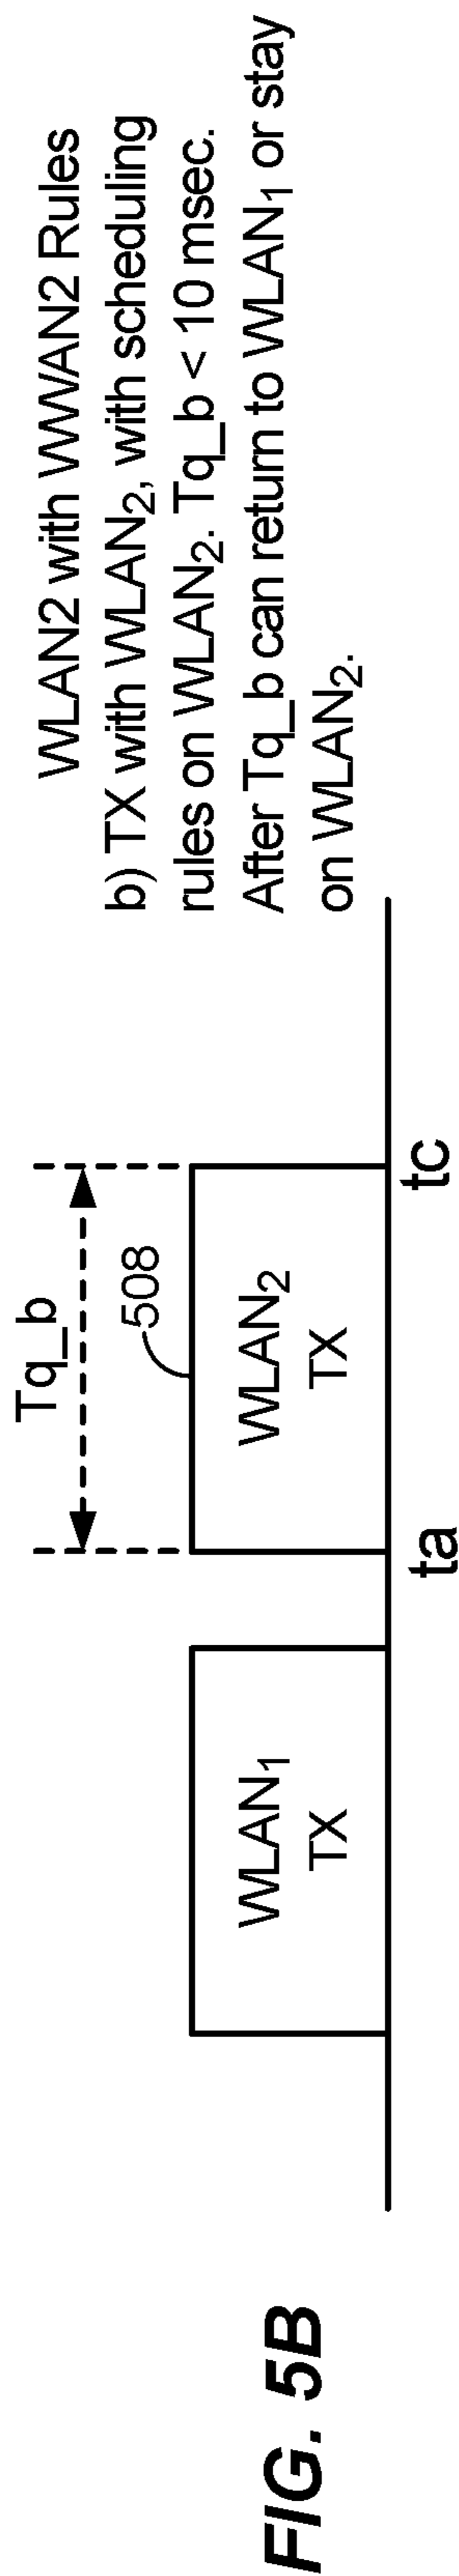 WLAN2 with WWAN2 Rules
b) TX with WLAN₂, with scheduling
rules on WLAN₂. Tq_b < 10 msec.
After Tq_b can return to WLAN₁ or stay
on WLAN₂.
Tq_b
508
WLAN₁
TX
WLAN₂
TX
ta
tc
FIG. 5B